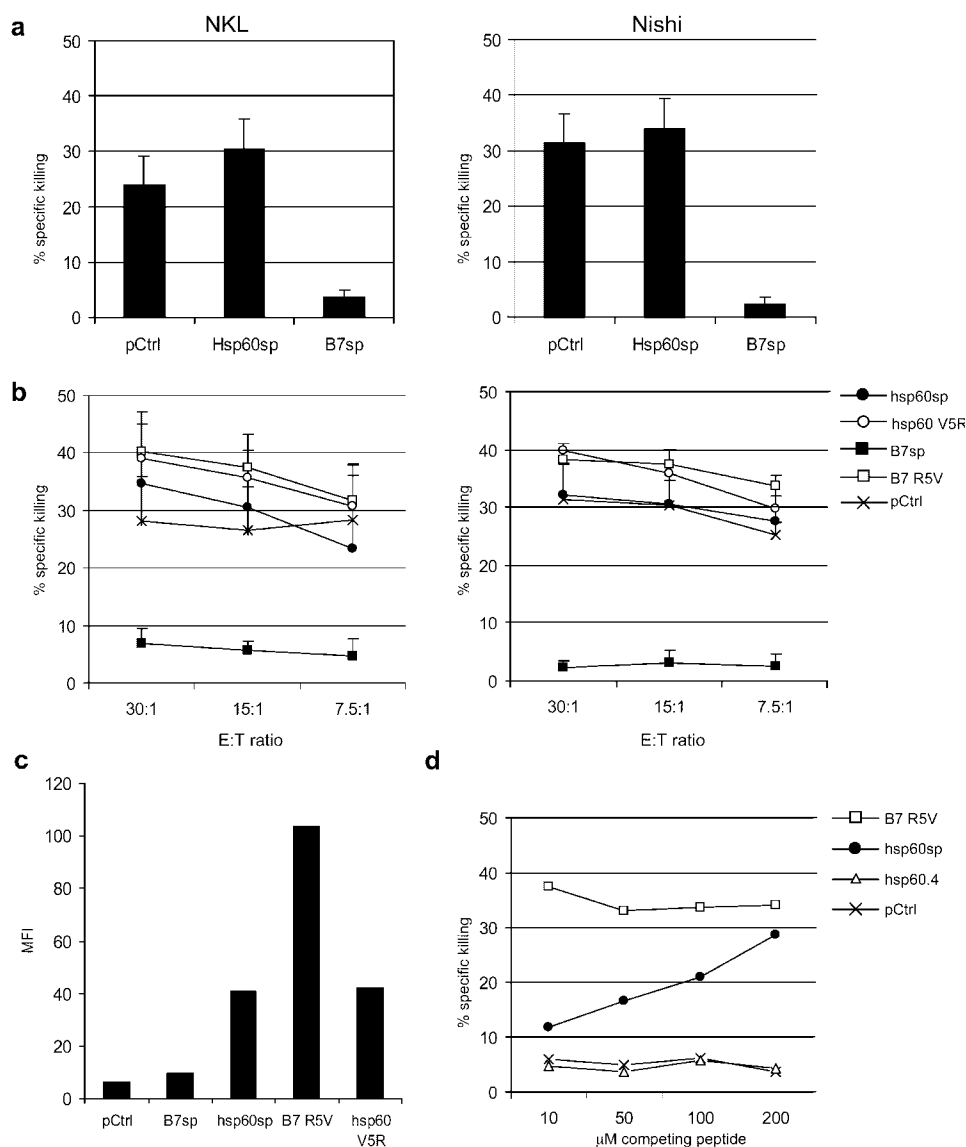 a
NKL
Nishi
% specific killing
50
40
30
20
10
0
pCtrl Hsp60sp B7sp
% specific killing
50
40
30
20
10
0
pCtrl Hsp60sp B7sp
b
% specific killing
50
40
30
20
10
0
30:1 15:1 7.5:1
E:T ratio
% specific killing
50
40
30
20
10
0
30:1 15:1 7.5:1
E:T ratio
hsp60sp
hsp60 V5R
B7sp
B7 R5V
pCtrl
c
MFI
120
100
80
60
40
20
0
pCtrl B7sp hsp60sp B7 R5V hsp60
V5R
d
% specific killing
50
40
30
20
10
0
10 50 100 200
μM competing peptide
B7 R5V
hsp60sp
hsp60.4
pCtrl